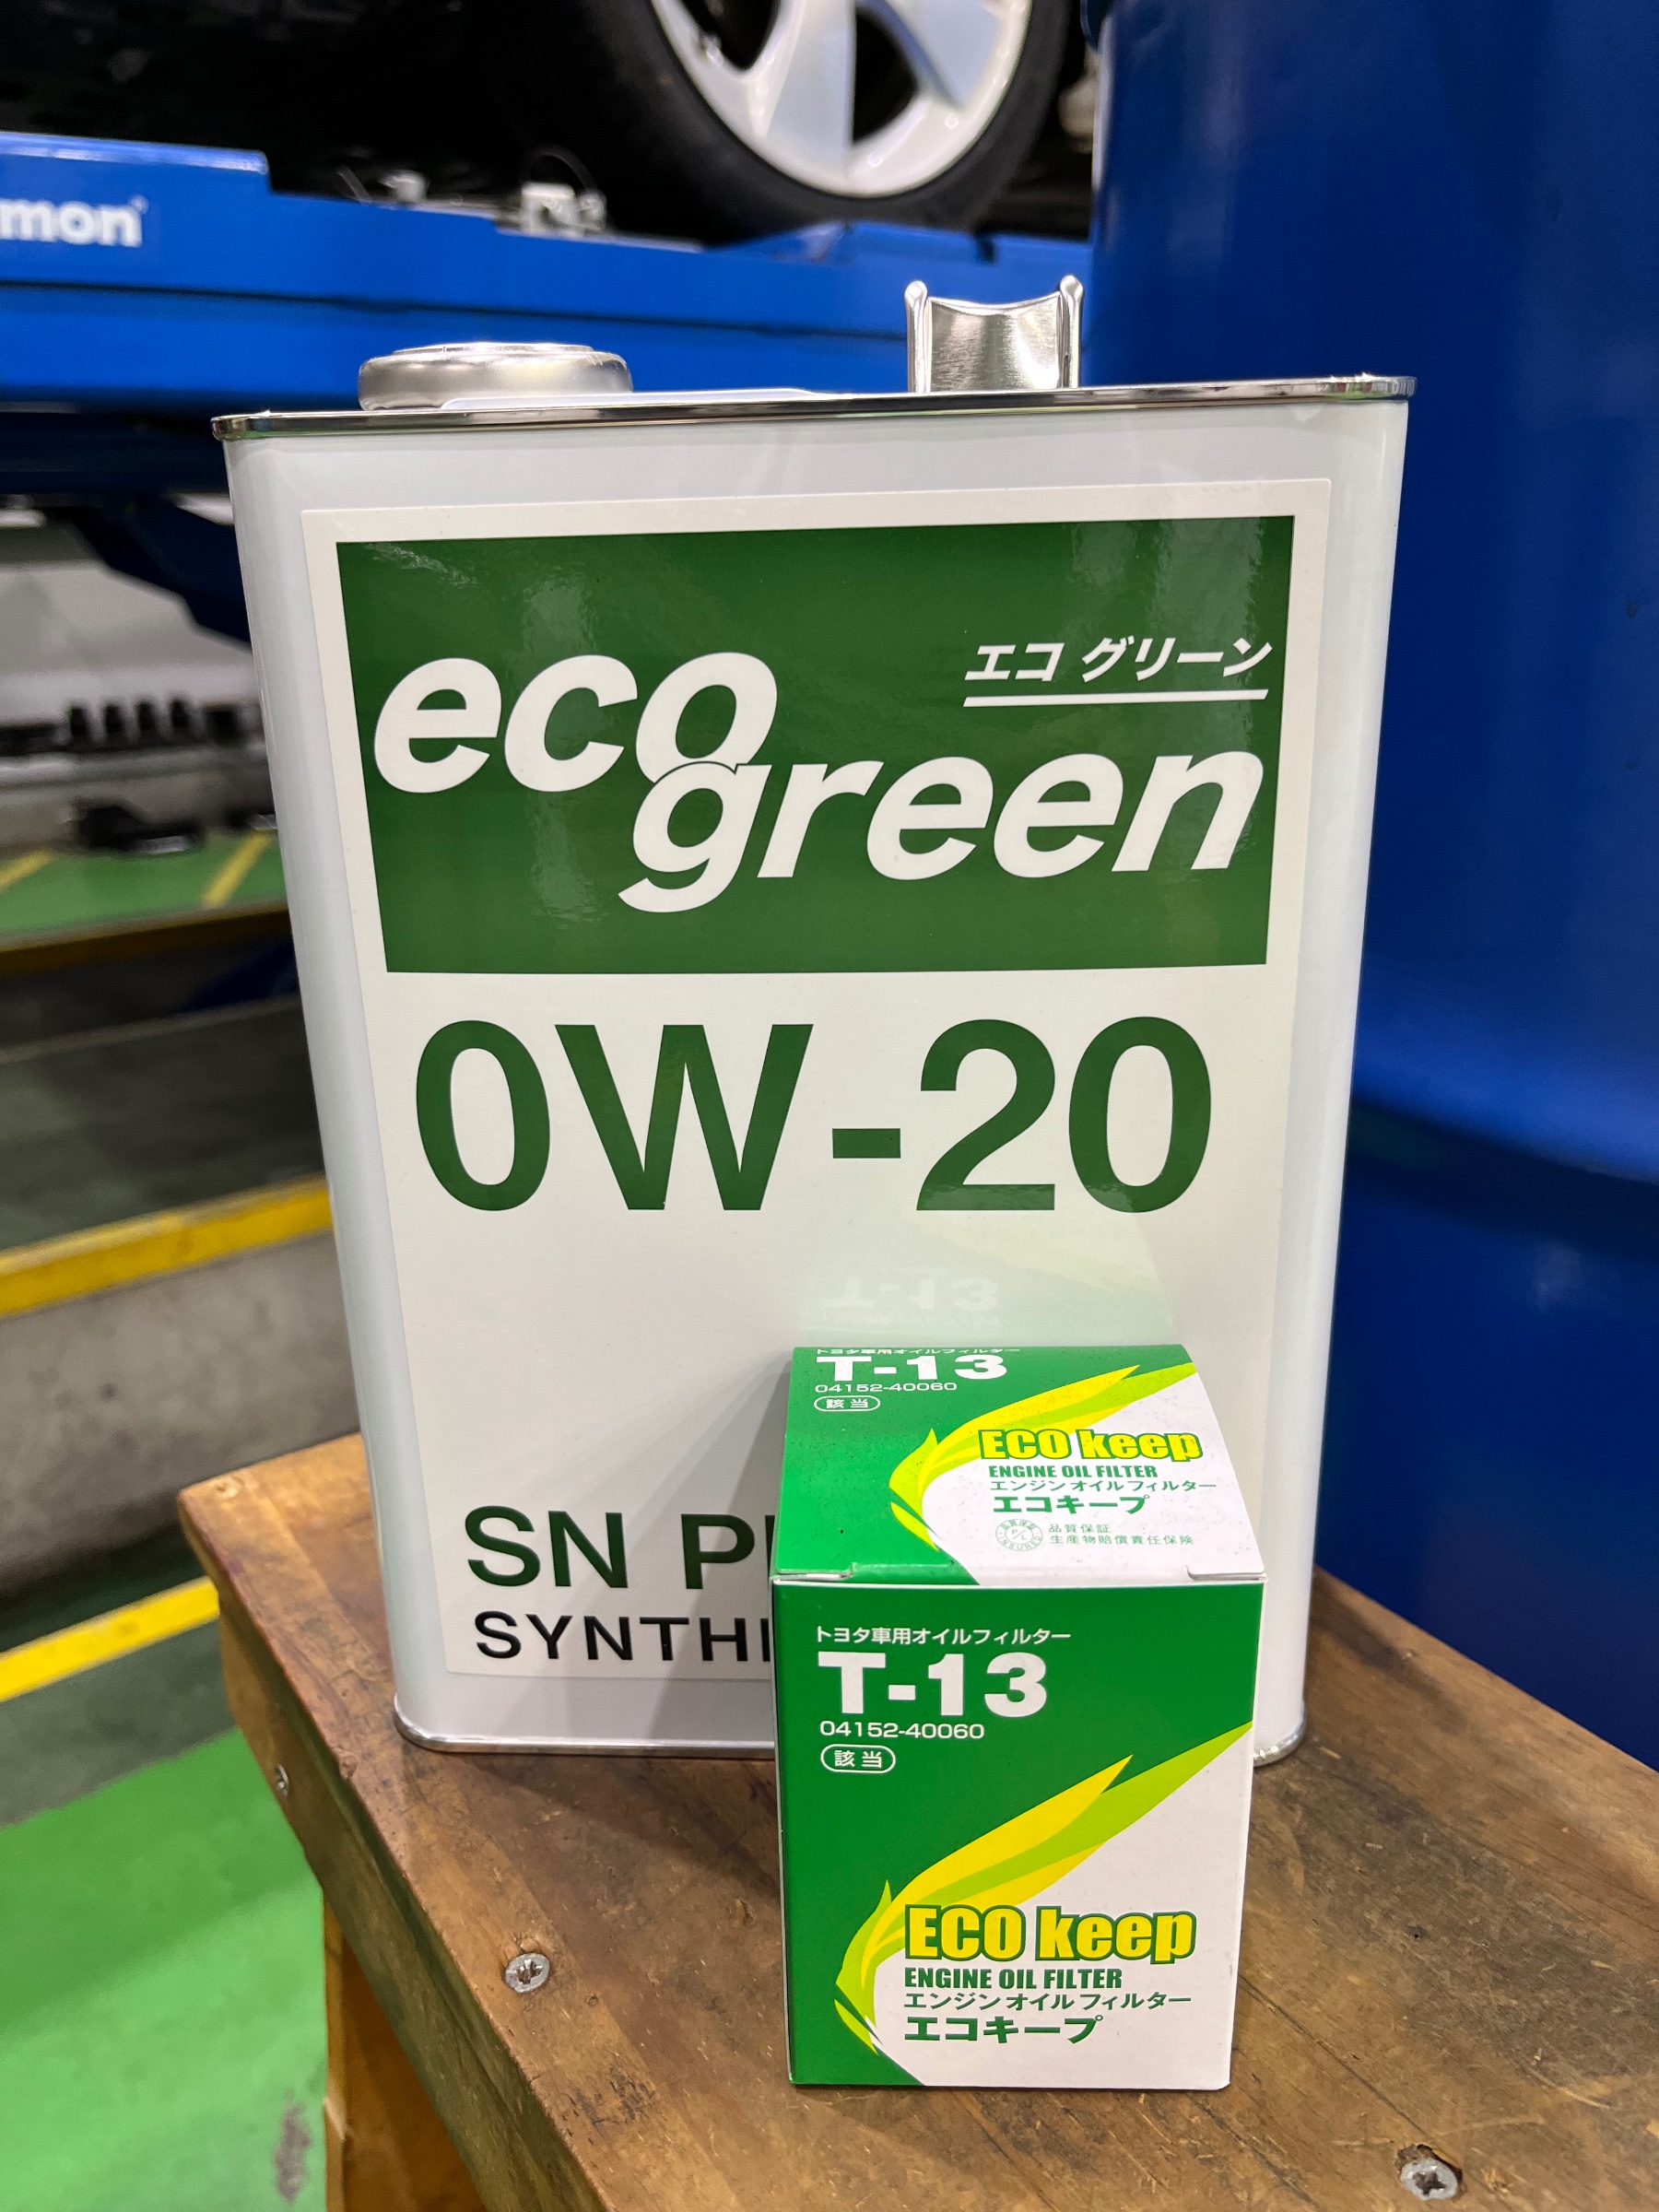 mon
エコ グリーン
eco
green
0W-20
SN
SYNTH
トヨタ車用オイルフィルター
T-13
04152-40060
該当
ECO keep
ENGINE OIL FILTER
エンジンオイルフィルター
エコキープ
品質保証
生産物賠償責任保険
トヨタ車用オイルフィルター
T-13
04152-40060
該当
ECO keep
ENGINE OIL FILTER
エンジンオイルフィルター
エコキープ